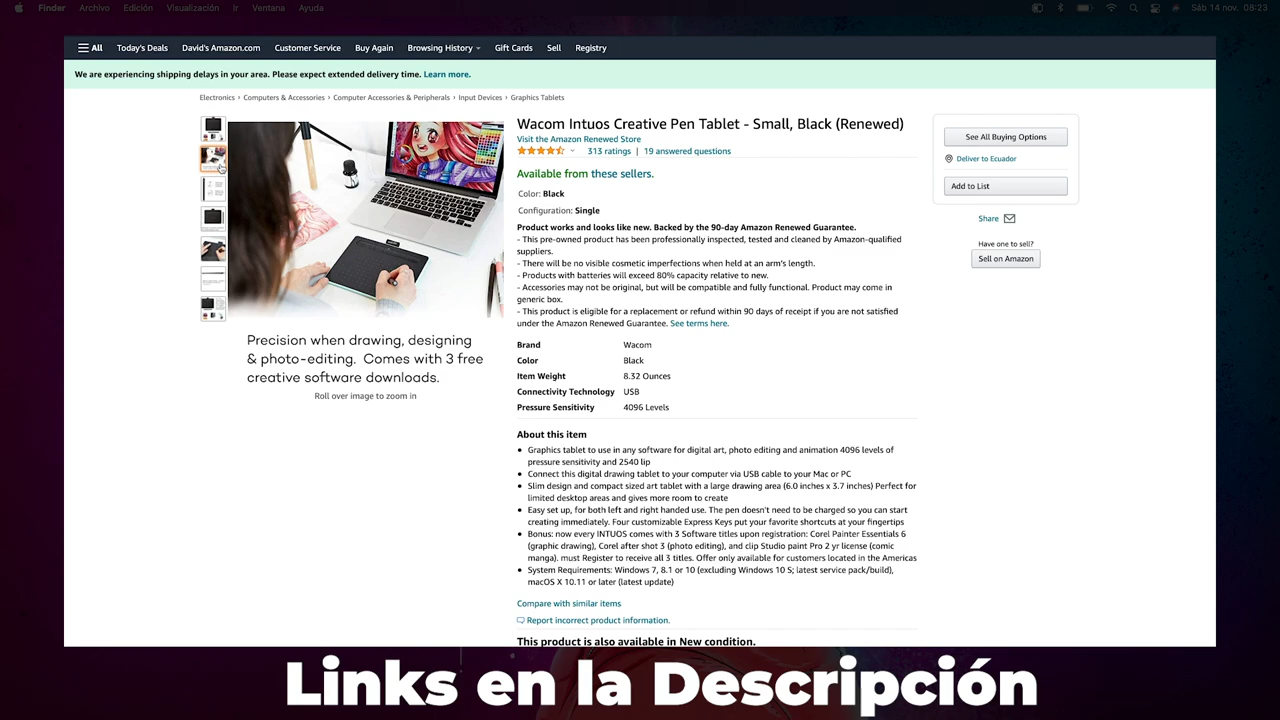 Finder Archivo Edición Visualización Ir Ventana Ayuda
Sáb 14 nov. 08:23
All Today's Deals David's Amazon.com Customer Service Buy Again Browsing History Gift Cards Sell Registry
We are experiencing shipping delays in your area. Please expect extended delivery time. Learn more.
Electronics › Computers & Accessories › Computer Accessories & Peripherals › Input Devices › Graphics Tablets
Precision when drawing, designing
& photo-editing. Comes with 3 free
creative software downloads.
Roll over image to zoom in
Wacom Intuos Creative Pen Tablet - Small, Black (Renewed)
Visit the Amazon Renewed Store
313 ratings | 19 answered questions
Available from these sellers.
Color: Black
Configuration: Single
Product works and looks like new. Backed by the 90-day Amazon Renewed Guarantee.
- This pre-owned product has been professionally inspected, tested and cleaned by Amazon-qualified
suppliers.
- There will be no visible cosmetic imperfections when held at an arm's length.
- Products with batteries will exceed 80% capacity relative to new.
- Accessories may not be original, but will be compatible and fully functional. Product may come in
generic box.
- This product is eligible for a replacement or refund within 90 days of receipt if you are not satisfied
under the Amazon Renewed Guarantee. See terms here.
Brand Wacom
Color Black
Item Weight 8.32 Ounces
Connectivity Technology USB
Pressure Sensitivity 4096 Levels
About this item
• Graphics tablet to use in any software for digital art, photo editing and animation 4096 levels of
pressure sensitivity and 2540 lip
• Connect this digital drawing tablet to your computer via USB cable to your Mac or PC
• Slim design and compact sized art tablet with a large drawing area (6.0 inches x 3.7 inches) Perfect for
limited desktop areas and gives more room to create
• Easy set up, for both left and right handed use. The pen doesn't need to be charged so you can start
creating immediately. Four customizable Express Keys put your favorite shortcuts at your fingertips
• Bonus: now every INTUOS comes with 3 Software titles upon registration: Corel Painter Essentials 6
(graphic drawing), Corel after shot 3 (photo editing), and clip Studio paint Pro 2 yr license (comic
manga). must Register to receive all 3 titles. Offer only available for customers located in the Americas
• System Requirements: Windows 7, 8.1 or 10 (excluding Windows 10 S; latest service pack/build),
macOS X 10.11 or later (latest update)
Compare with similar items
Report incorrect product information.
This product is also available in New condition.
See All Buying Options
Deliver to Ecuador
Add to List
Share
Have one to sell?
Sell on Amazon
Links en la Descripción